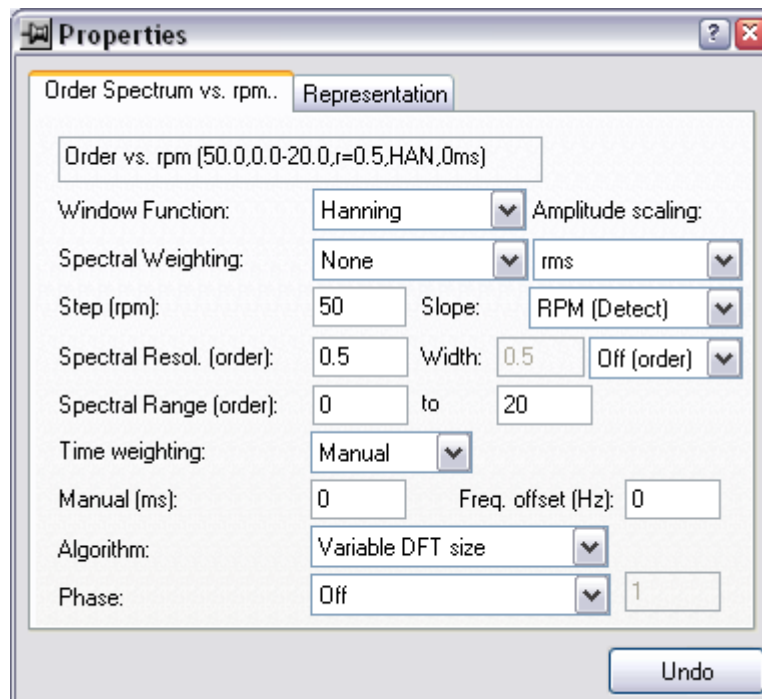 Properties
Order Spectrum vs. rpm.. Representation
Order vs. rpm (50.0,0.0-20.0,r=0.5,HAN,0ms)
Window Function: Hanning Amplitude scaling:
Spectral Weighting: None rms
Step (rpm): 50 Slope: RPM (Detect)
Spectral Resol. (order): 0.5 Width: 0.5 Off (order)
Spectral Range (order): 0 to 20
Time weighting: Manual
Manual (ms): 0 Freq. offset (Hz): 0
Algorithm: Variable DFT size
Phase: Off 1
Undo